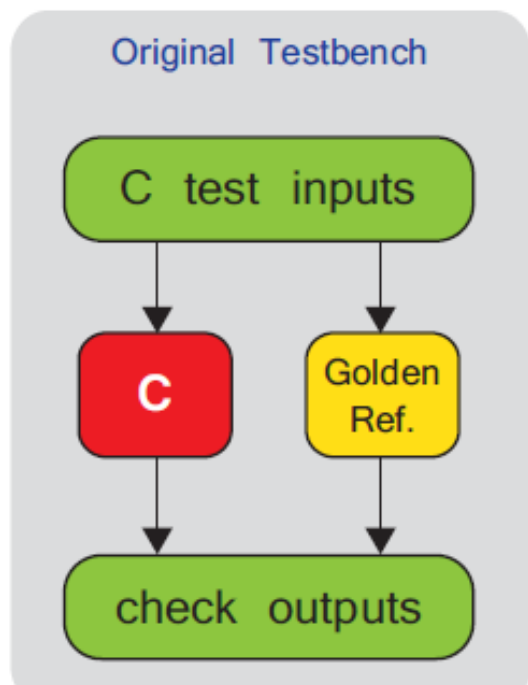 Original Testbench
C test inputs
C
Golden
Ref.
check outputs